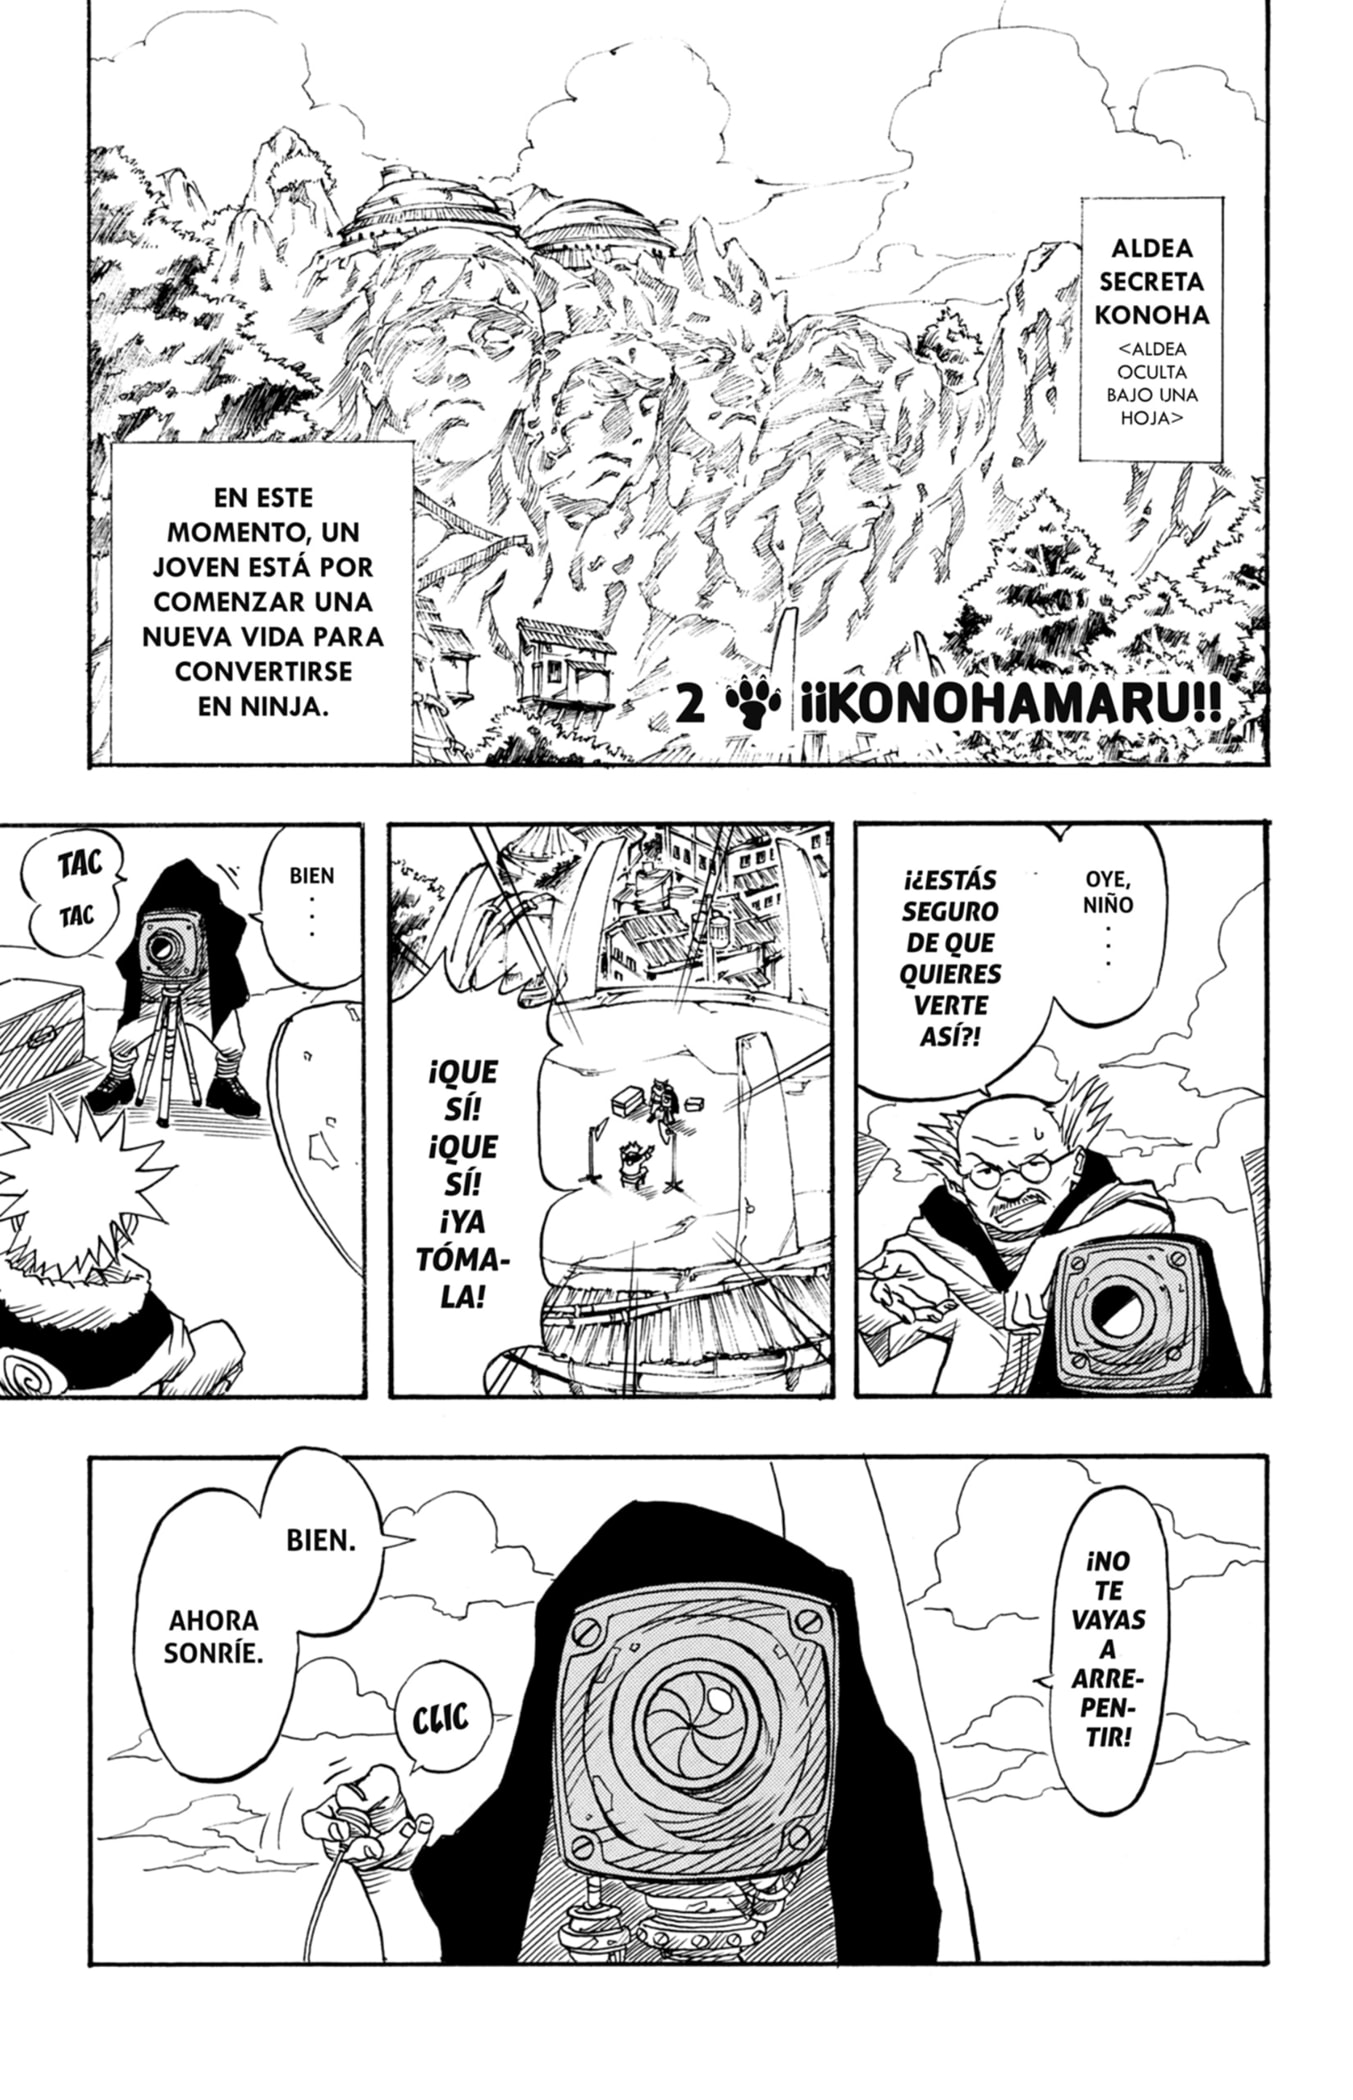 ALDEA
SECRETA
KONOHA
<ALDEA
OCULTA
BAJO UNA
HOJA>
EN ESTE
MOMENTO, UN
JOVEN ESTÁ POR
COMENZAR UNA
NUEVA VIDA PARA
CONVERTIRSE
EN NINJA.
2 ¡¡KONOHAMARU!!
OYE,
NIÑO
....
¡¿ESTÁS
SEGURO
DE QUE
QUIERES
VERTE
ASÍ?!
¡QUE
SÍ!
¡QUE
SÍ!
¡YA
TÓMA-
LA!
BIEN
....
TAC
TAC
¡NO
TE
VAYAS
A
ARRE-
PEN-
TIR!
BIEN.
AHORA
SONRÍE.
CLIC